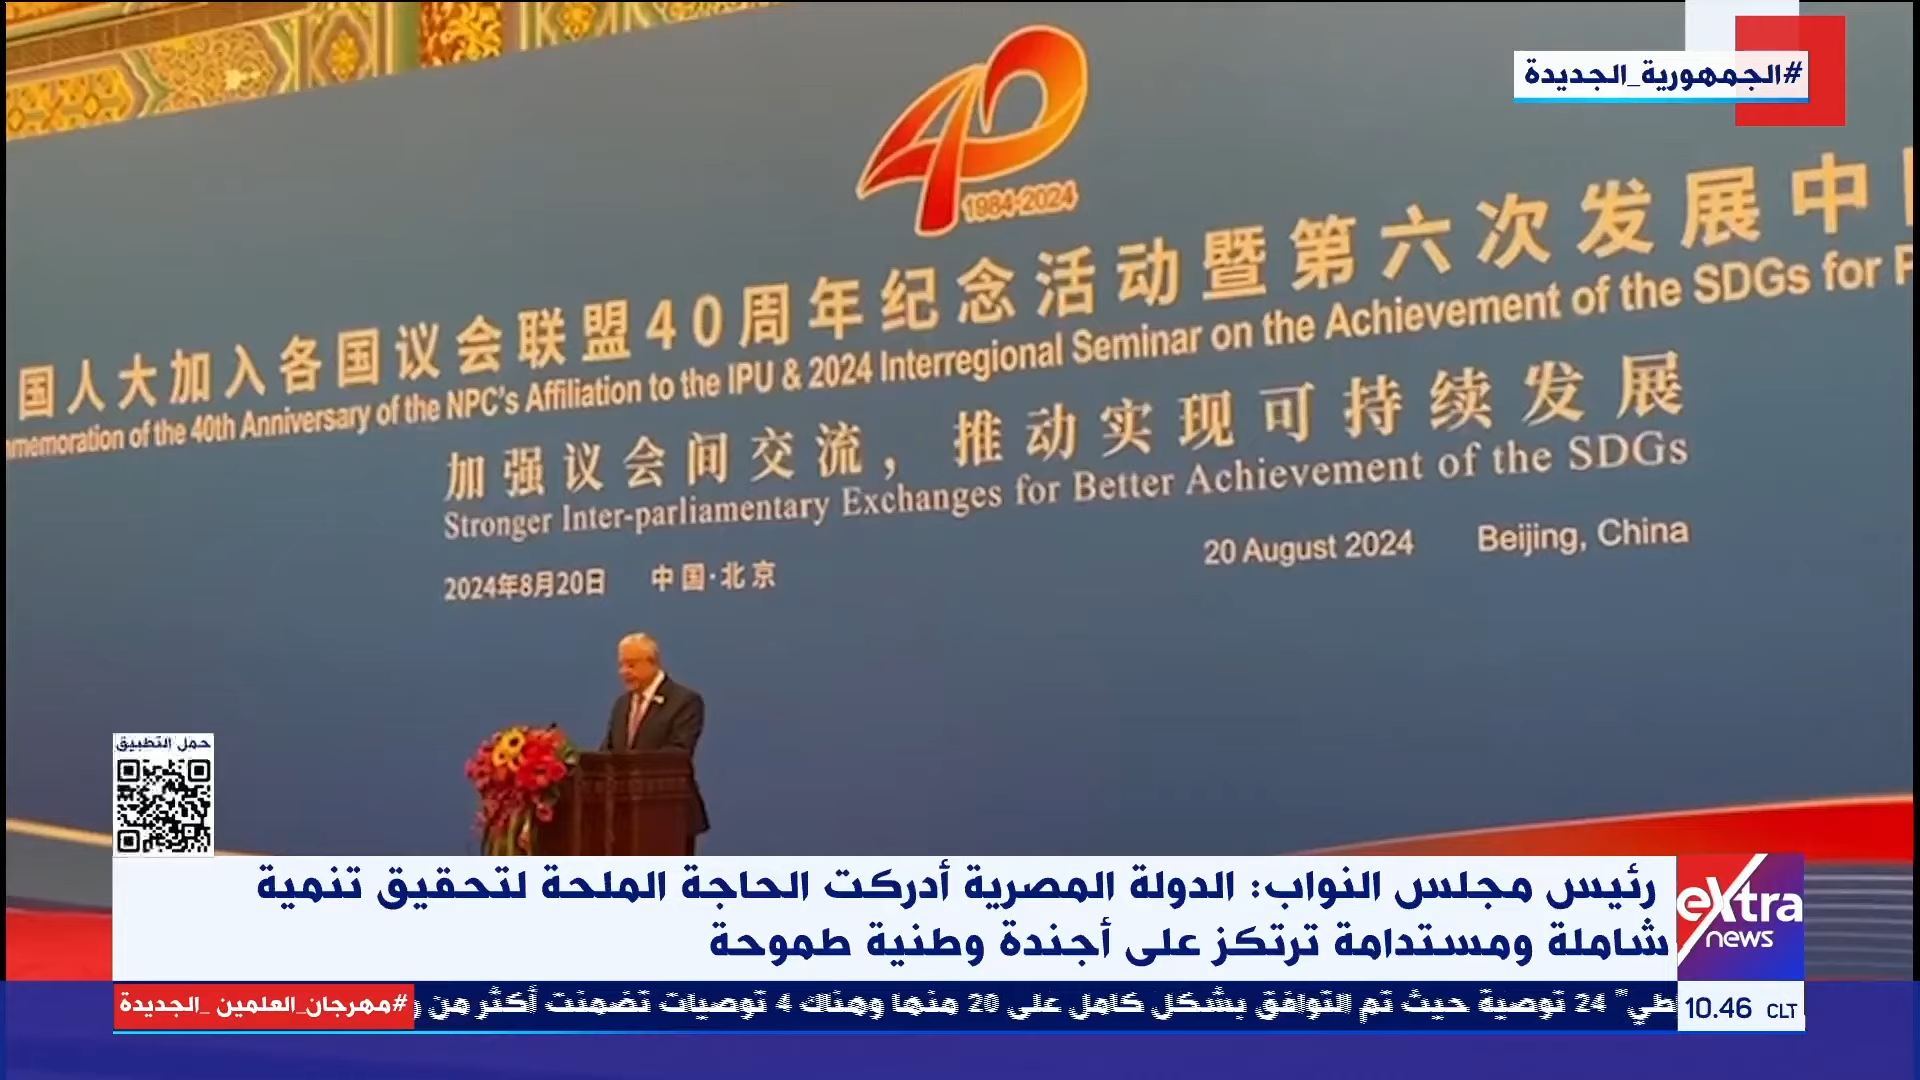 #الجمهورية_الجديدة
40
1984-2024
国人大加入各国议会联盟40周年纪念活动暨第六次发展中
of the 40th Anniversary of the NPC's Affiliation to the IPU & 2024 Interregional Seminar on the Achievement of the SDGs for
加强议会间交流，推动实现可持续发展
Stronger Inter-parliamentary Exchanges for Better Achievement of the SDGs
20 August 2024 Beijing, China
2024年8月20日 中国·北京
حمل التطبيق
رئيس مجلس النواب: الدولة المصرية أدركت الحاجة الملحة لتحقيق تنمية
شاملة ومستدامة ترتكز على أجندة وطنية طموحة
extra
news
24 توصية حيث تم التوافق بشكل كامل على 20 منها وهناك 4 توصيات تضمنت أكثر من
#مهرجان_العلمين _الجديدة
10.46 CLT